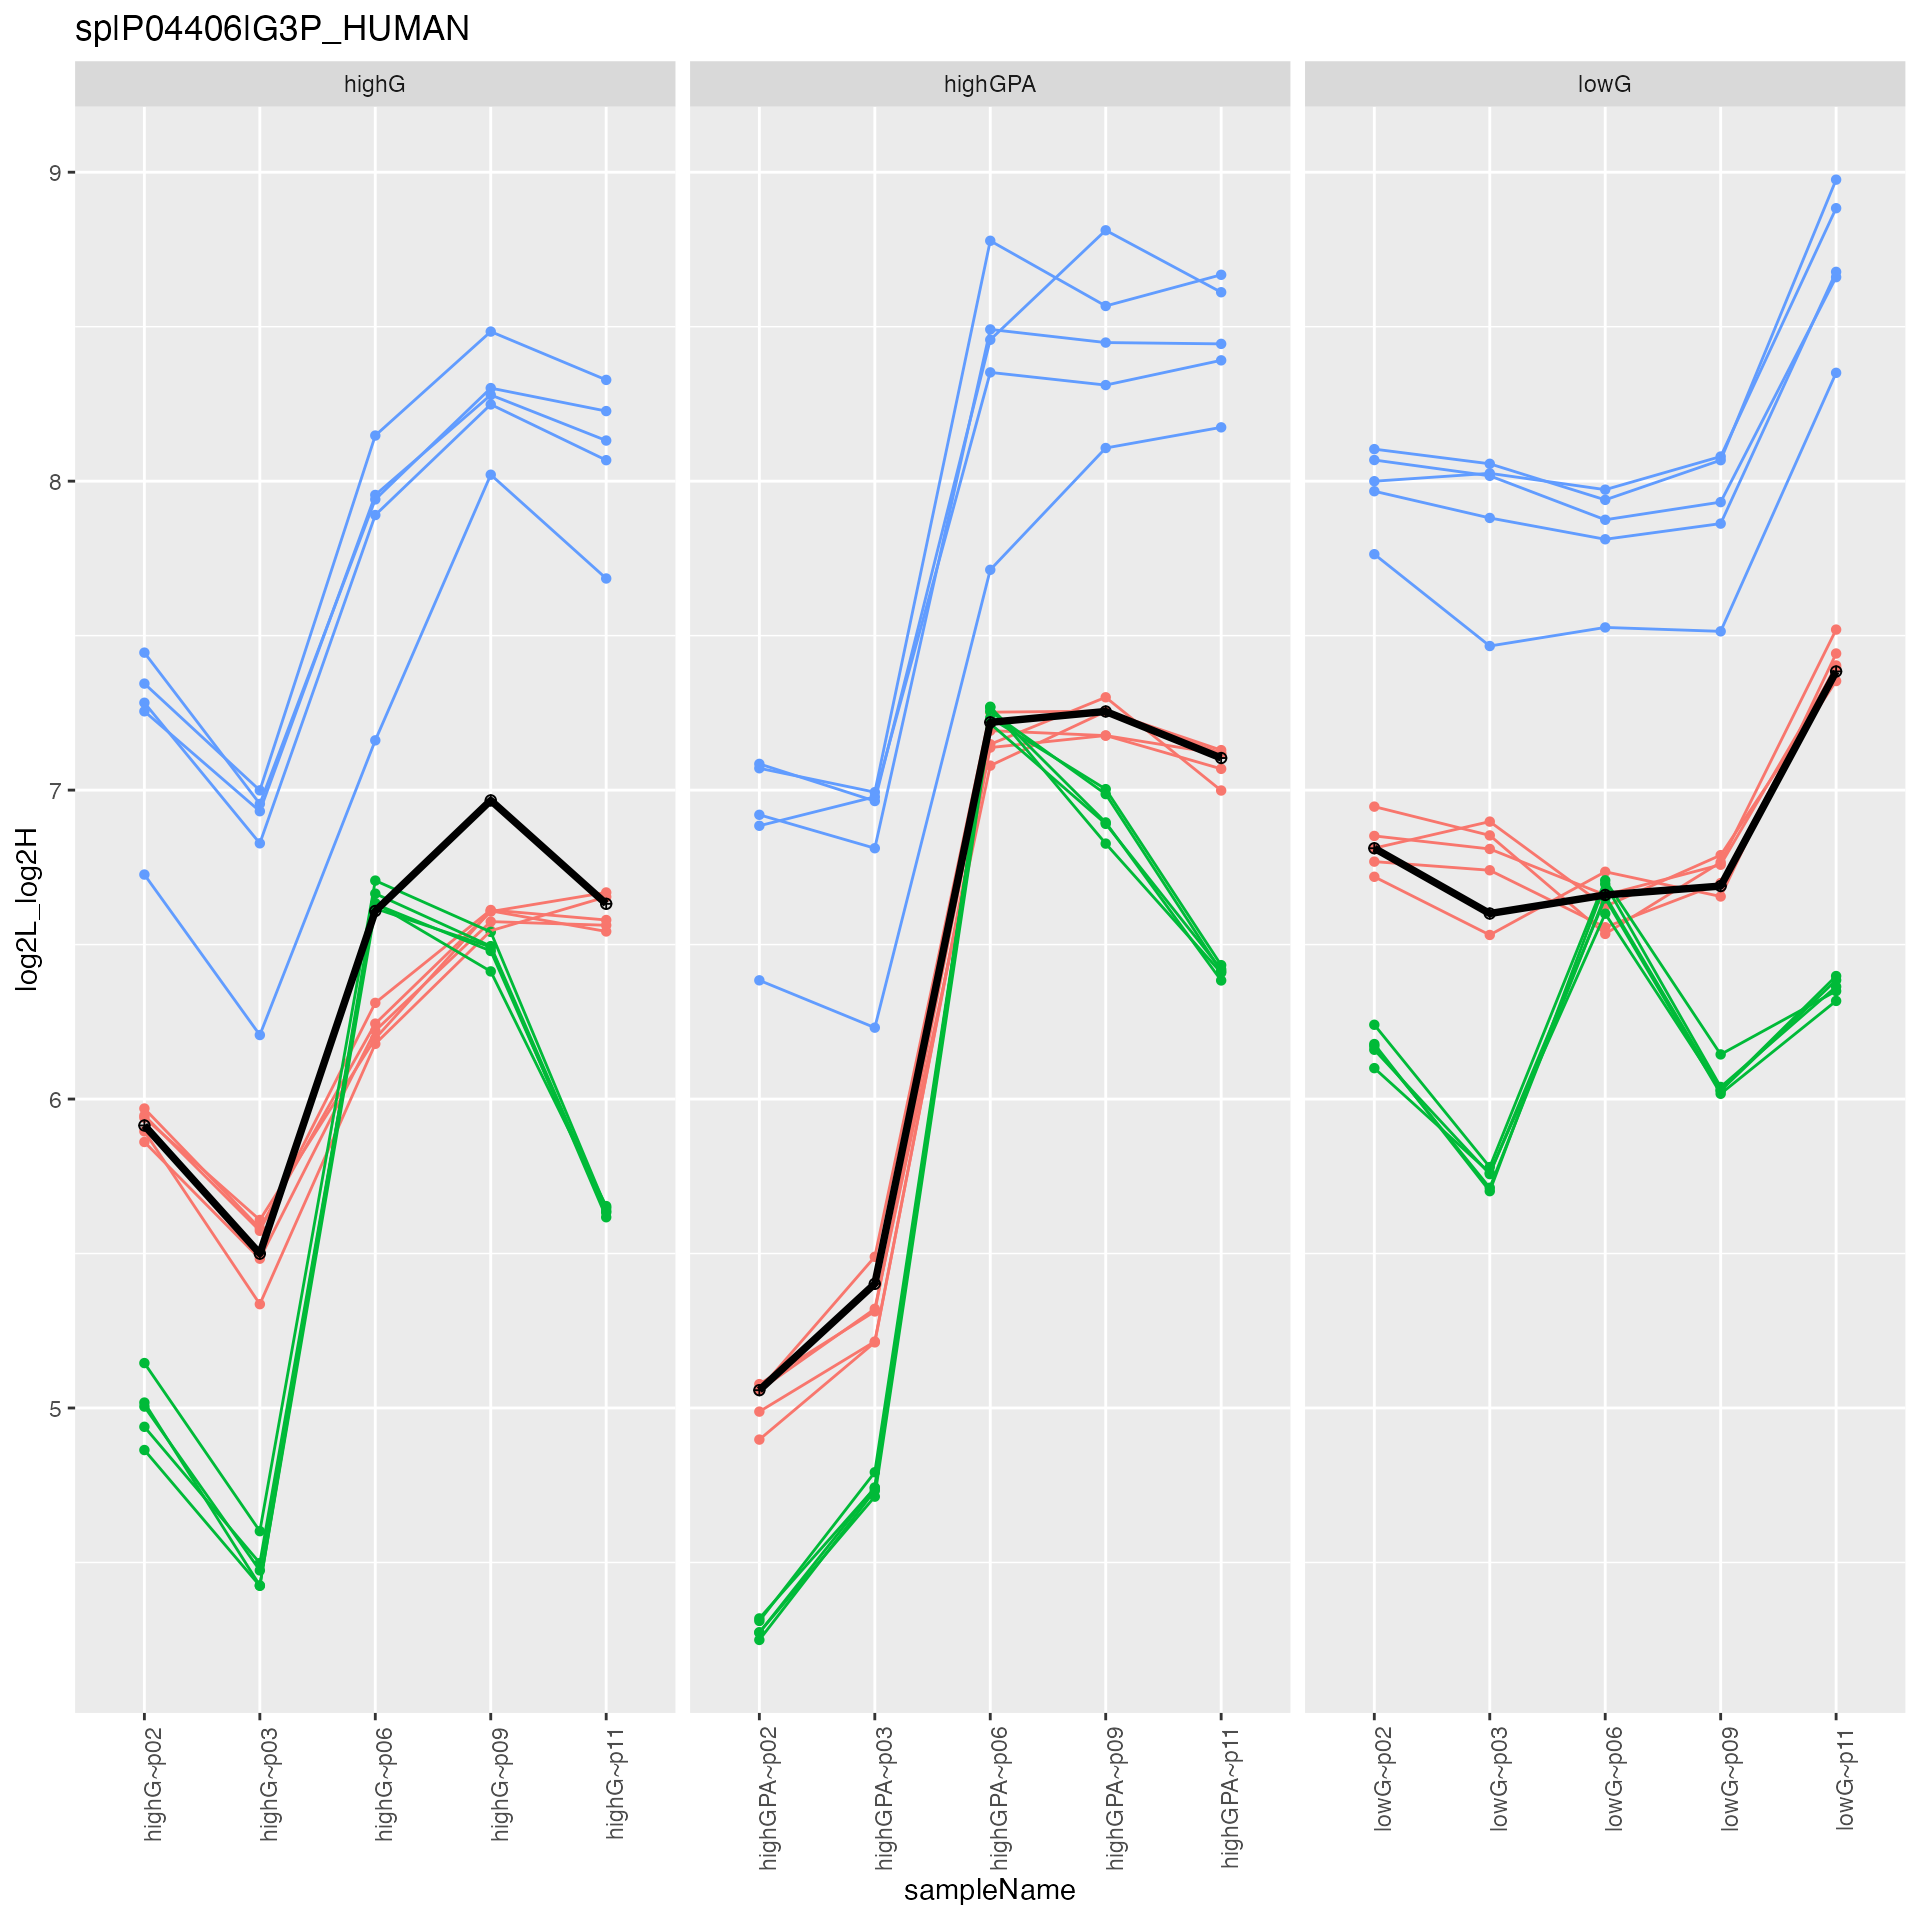 sp|P04406|G3P_HUMAN
highG
highGPA
lowG
9
8
7
6
5
log2L_log2H
highG~p02
highG~p03
highG~p06
highG~p09
highG~p11
highGPA~p02
highGPA~p03
highGPA~p06
highGPA~p09
highGPA~p11
lowG~p02
lowG~p03
lowG~p06
lowG~p09
lowG~p11
sampleName